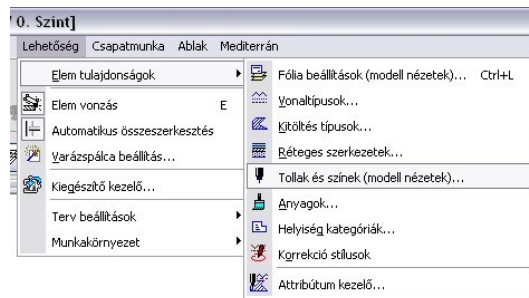 0. Szint]
Lehetőség Csapatmunka Ablak Mediterrán
Elem tulajdonságok
Elem vonzás E
Automatikus összeszerkesztés
Varázspálca beállítás...
Kiegészítő kezelő...
Terv beállítások
Munkakörnyezet
Fólia beállítások (modell nézetek)... Ctrl+L
Vonaltípusok...
Kitöltés típusok...
Réteges szerkezetek...
Tollak és színek (modell nézetek)...
Anyagok...
Helyiség kategóriák...
Korrekció stílusok
Attribútum kezelő...